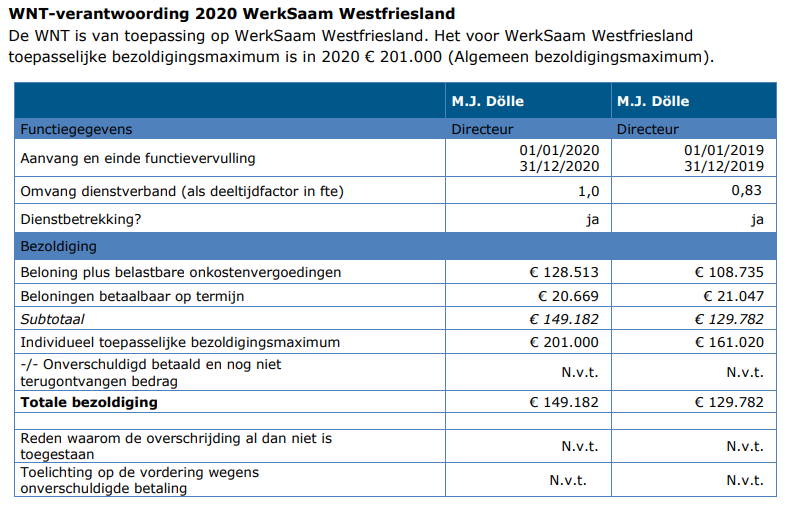 WNT-verantwoording 2020 WerkSaam Westfriesland
De WNT is van toepassing op WerkSaam Westfriesland. Het voor WerkSaam Westfriesland
toepasselijke bezoldigingsmaximum is in 2020 € 201.000 (Algemeen bezoldigingsmaximum).
M.J. Dölle M.J. Dölle
Functiegegevens Directeur Directeur
Aanvang en einde functievervulling 01/01/2020 31/12/2020 01/01/2019 31/12/2019
Omvang dienstverband (als deeltijdfactor in fte) 1,0 0,83
Dienstbetrekking? ja ja
Bezoldiging
Beloning plus belastbare onkostenvergoedingen € 128.513 € 108.735
Beloningen betaalbaar op termijn € 20.669 € 21.047
Subtotaal € 149.182 € 129.782
Individueel toepasselijke bezoldigingsmaximum € 201.000 € 161.020
-/- Onverschuldigd betaald en nog niet
terugontvangen bedrag N.v.t. N.v.t.
Totale bezoldiging € 149.182 € 129.782
Reden waarom de overschrijding al dan niet is
toegestaan N.v.t. N.v.t.
Toelichting op de vordering wegens
onverschuldigde betaling N.v.t. N.v.t.